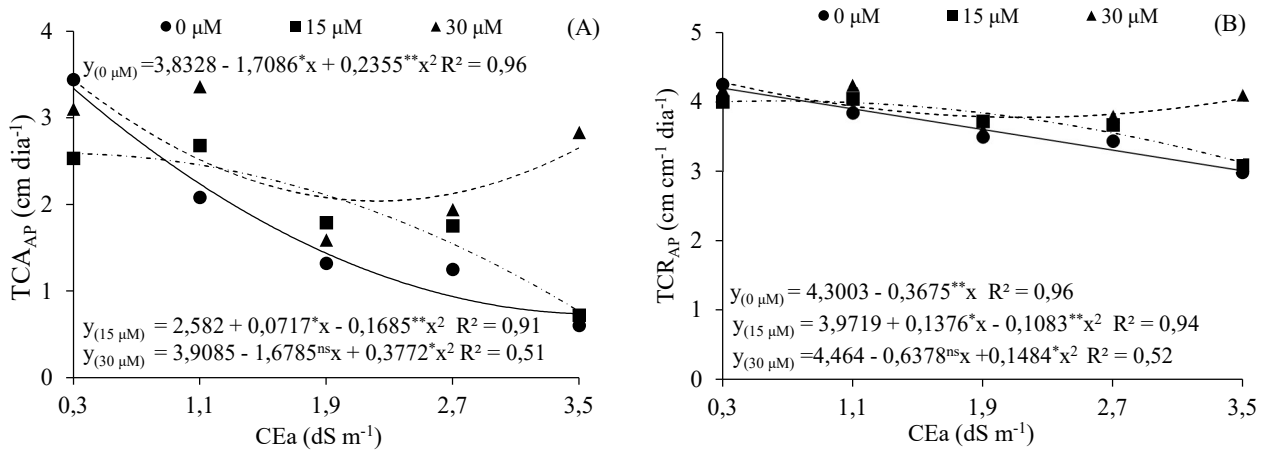 ● 0 μM ■ 15 μM ▲ 30 μM (A)
y(0 μM) =3,8328 - 1,7086*x + 0,2355**x² R² = 0,96
y(15 μM) = 2,582 + 0,0717*x - 0,1685**x² R² = 0,91
y(30 μM) = 3,9085 - 1,6785ⁿˢx + 0,3772*x² R² = 0,51
TCA_AP (cm dia⁻¹)
4
3
2
1
0
0,3 1,1 1,9 2,7 3,5
CEa (dS m⁻¹)
● 0 μM ■ 15 μM ▲ 30 μM
(B)
y(0 μM) = 4,3003 - 0,3675**x R² = 0,96
y(15 μM) = 3,9719 + 0,1376*x - 0,1083**x² R² = 0,94
y(30 μM) =4,464 - 0,6378ⁿˢx +0,1484*x² R² = 0,52
TCR_AP (cm cm⁻¹ dia⁻¹)
5
4
3
2
1
0
0,3 1,1 1,9 2,7 3,5
CEa (dS m⁻¹)